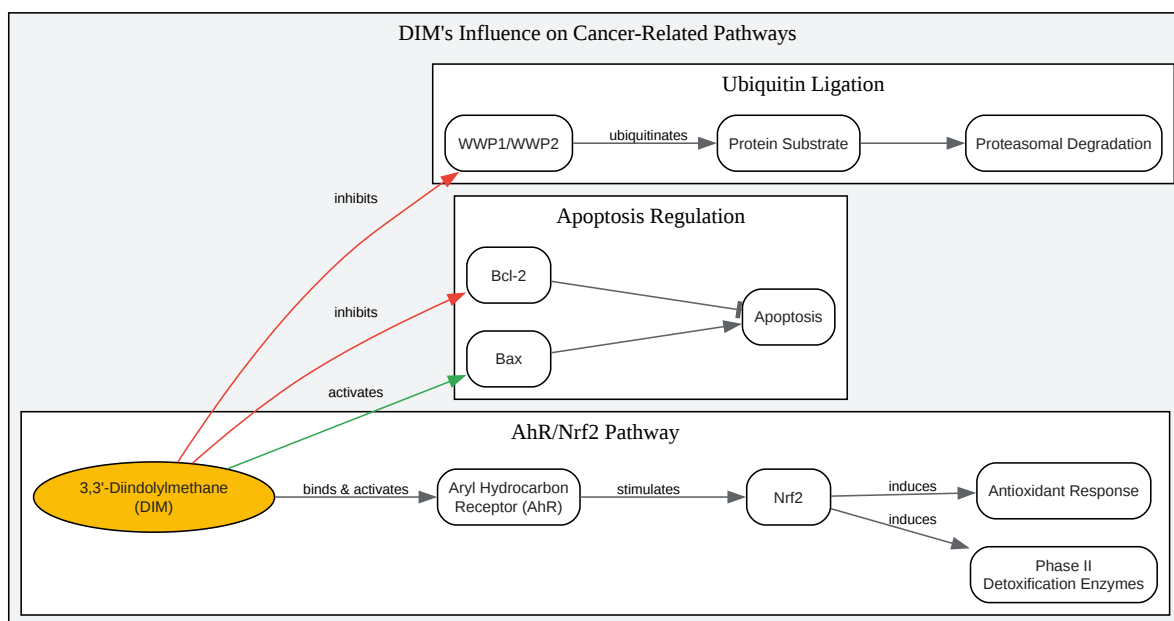 DIM's Influence on Cancer-Related Pathways
Ubiquitin Ligation
WWP1/WWP2
ubiquitinates
Protein Substrate
Proteasomal Degradation
inhibits
Apoptosis Regulation
Bcl-2
inhibits
Apoptosis
Bax
activates
AhR/Nrf2 Pathway
3,3'-Diindolylmethane
(DIM)
binds & activates
Aryl Hydrocarbon
Receptor (AhR)
stimulates
Nrf2
induces
Antioxidant Response
induces
Phase II
Detoxification Enzymes